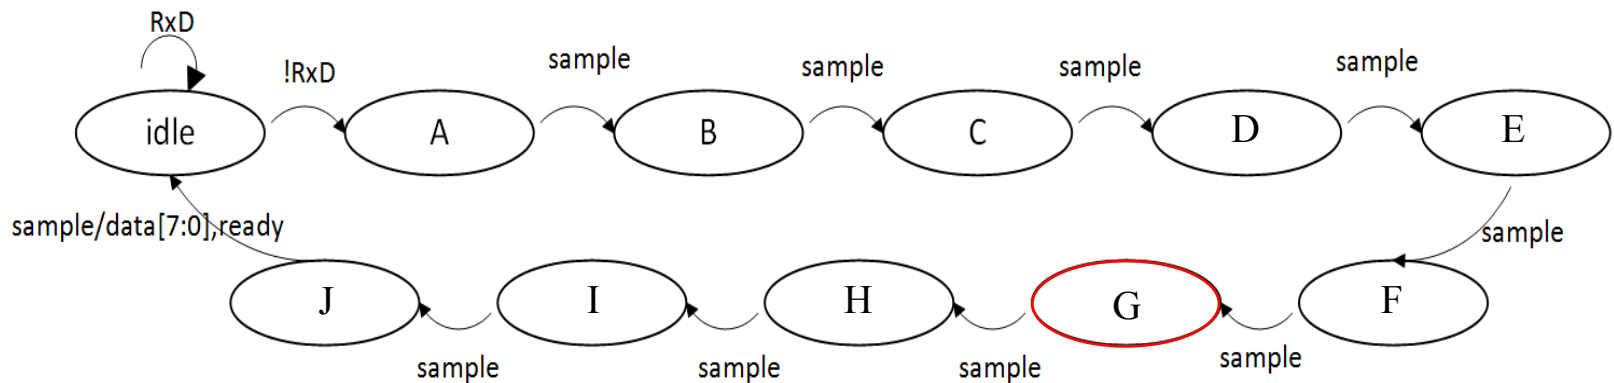 RxD
!RxD
sample
sample
sample
sample
idle
A
B
C
D
E
sample/data[7:0],ready
sample
J
I
H
G
F
sample
sample
sample
sample